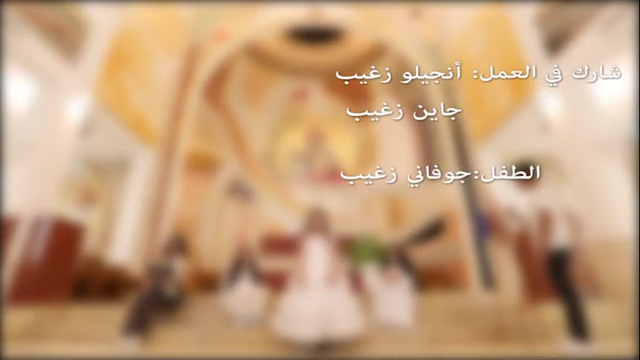 شارك في العمل: أنجيلو زغيب
جاين زغيب
الطفل:جوفاني زغيب